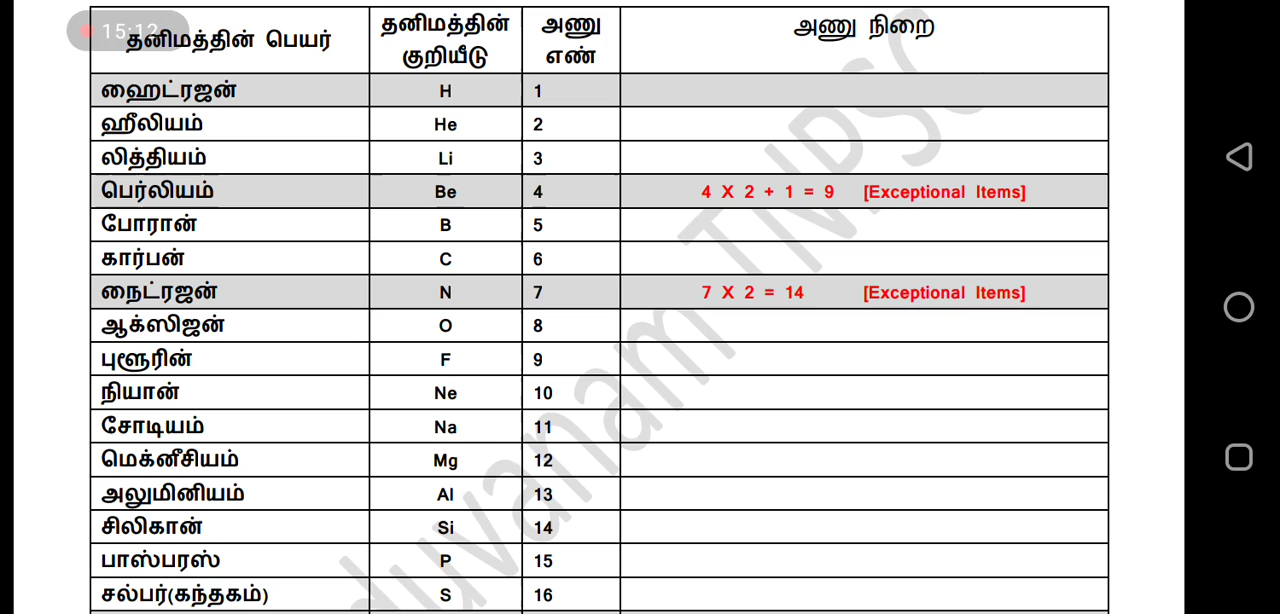 15:12
தனிமத்தின் பெயர் தனிமத்தின் குறியீடு அணு எண் அணு நிறை
ஹைட்ரஜன் H 1
ஹீலியம் He 2
லித்தியம் Li 3
பெர்லியம் Be 4 4 X 2 + 1 = 9 [Exceptional Items]
போரான் B 5
கார்பன் C 6
நைட்ரஜன் N 7 7 X 2 = 14 [Exceptional Items]
ஆக்ஸிஜன் O 8
புளூரின் F 9
நியான் Ne 10
சோடியம் Na 11
மெக்னீசியம் Mg 12
அலுமினியம் Al 13
சிலிகான் Si 14
பாஸ்பரஸ் P 15
சல்பர்(கந்தகம்) S 16